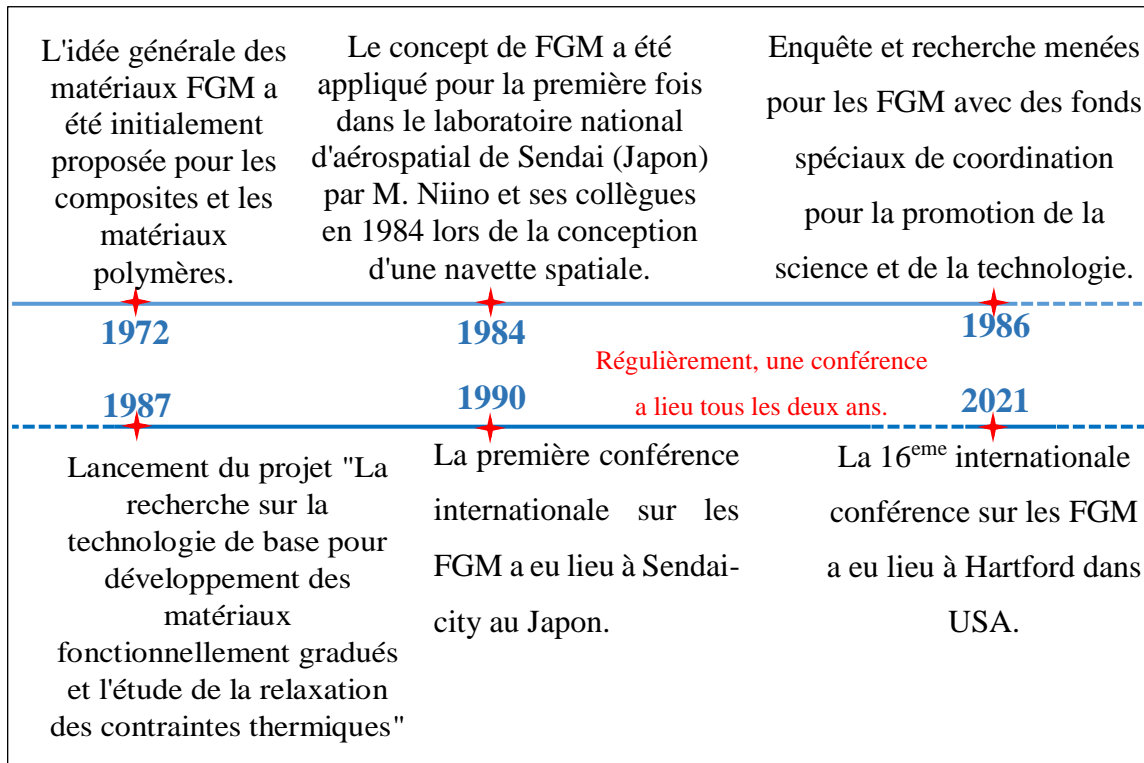 L'idée générale des
matériaux FGM a
été initialement
proposée pour les
composites et les
matériaux
polymères.
Le concept de FGM a été
appliqué pour la première fois
dans le laboratoire national
d'aérospatial de Sendai (Japon)
par M. Niino et ses collègues
en 1984 lors de la conception
d'une navette spatiale.
Enquête et recherche menées
pour les FGM avec des fonds
spéciaux de coordination
pour la promotion de la
science et de la technologie.
1972
1984
1986
Régulièrement, une conférence
a lieu tous les deux ans.
1987
1990
2021
Lancement du projet "La
recherche sur la
technologie de base pour
développement des
matériaux
fonctionnellement gradués
et l'étude de la relaxation
des contraintes thermiques"
La première conférence
internationale sur les
FGM a eu lieu à Sendai-
city au Japon.
La 16eme internationale
conférence sur les FGM
a eu lieu à Hartford dans
USA.